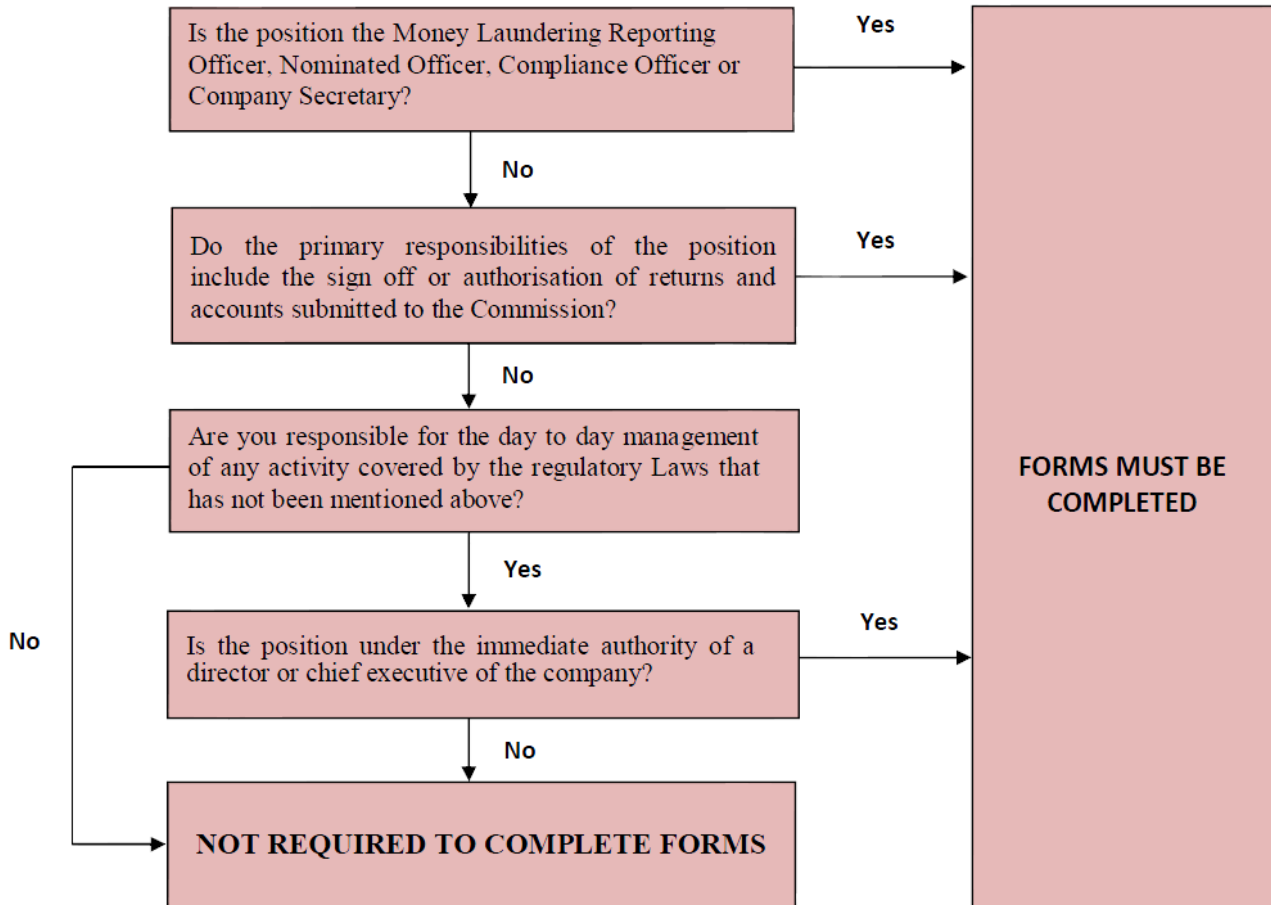 Is the position the Money Laundering Reporting
Officer, Nominated Officer, Compliance Officer or
Company Secretary?
Yes
No
Do the primary responsibilities of the position
include the sign off or authorisation of returns and
accounts submitted to the Commission?
Yes
No
Are you responsible for the day to day management
of any activity covered by the regulatory Laws that
has not been mentioned above?
FORMS MUST BE
COMPLETED
Yes
No
Is the position under the immediate authority of a
director or chief executive of the company?
Yes
No
NOT REQUIRED TO COMPLETE FORMS